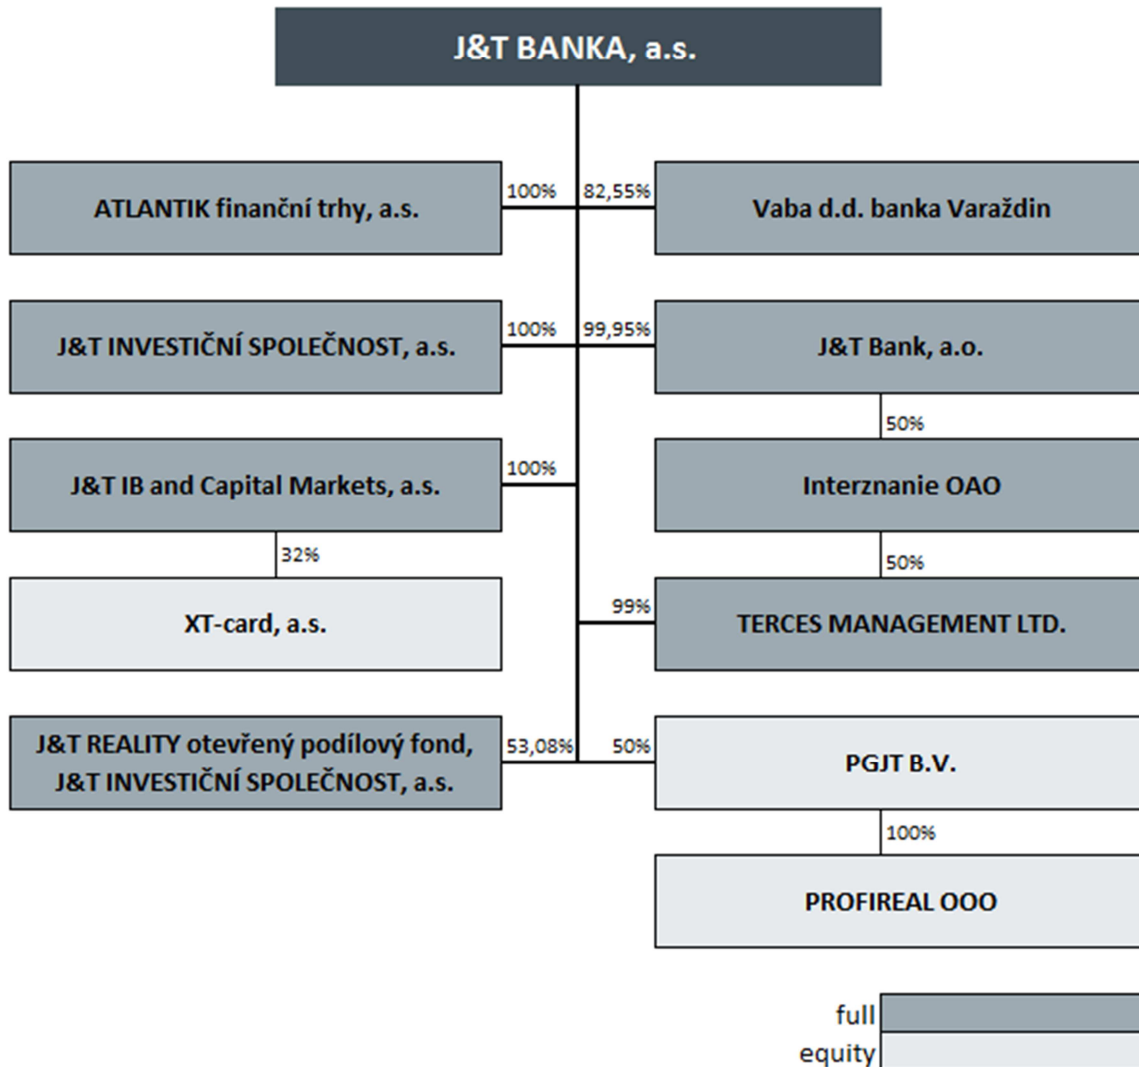 J&T BANKA, a.s.
ATLANTIK finanční trhy, a.s.
100%
82,55%
Vaba d.d. banka Varaždin
J&T INVESTIČNÍ SPOLEČNOST, a.s.
100%
99,95%
J&T Bank, a.o.
50%
J&T IB and Capital Markets, a.s.
100%
Interznanie OAO
32%
50%
XT-card, a.s.
99%
TERCES MANAGEMENT LTD.
J&T REALITY otevřený podílový fond,
J&T INVESTIČNÍ SPOLEČNOST, a.s.
53,08%
50%
PGJT B.V.
100%
PROFIREAL OOO
full
equity